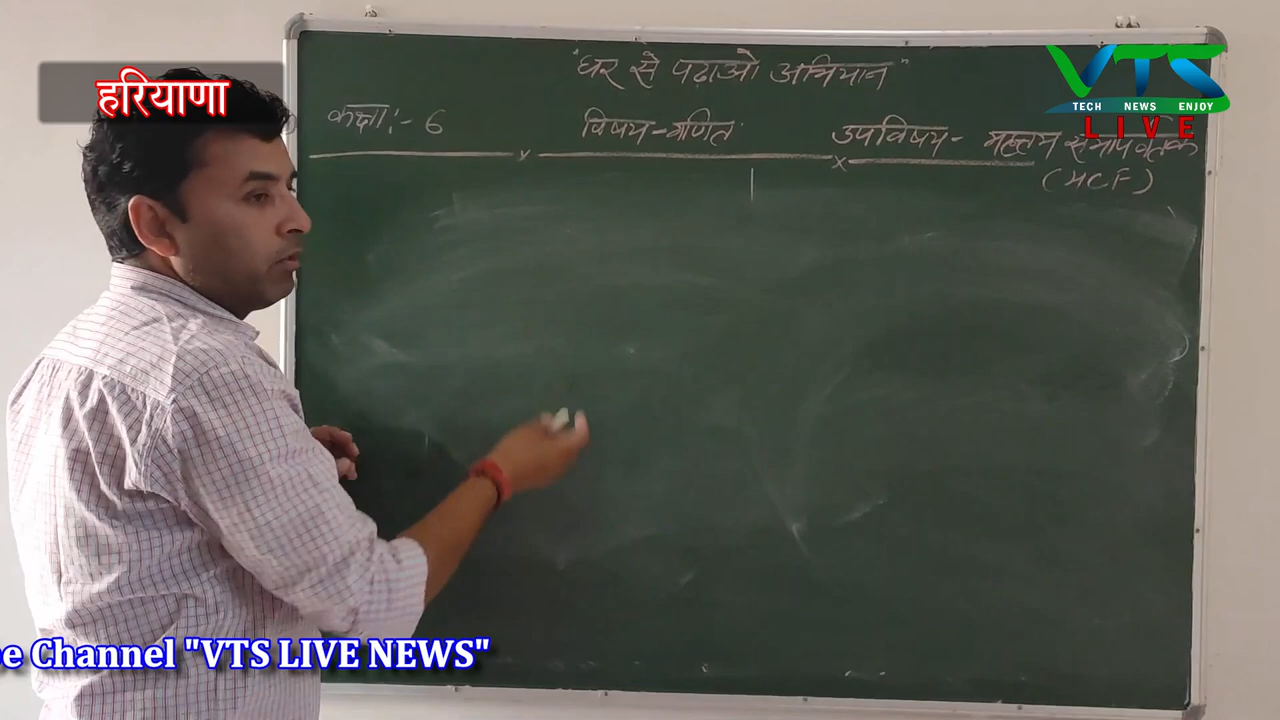 "घर से पढ़ाओ अभियान"
हरियाणा
VTS
TECH NEWS ENJOY
LIVE
कक्षा:- 6 विषय-गणित उपविषय- महत्तम समापवर्तक
(HCF)
be Channel "VTS LIVE NEWS"